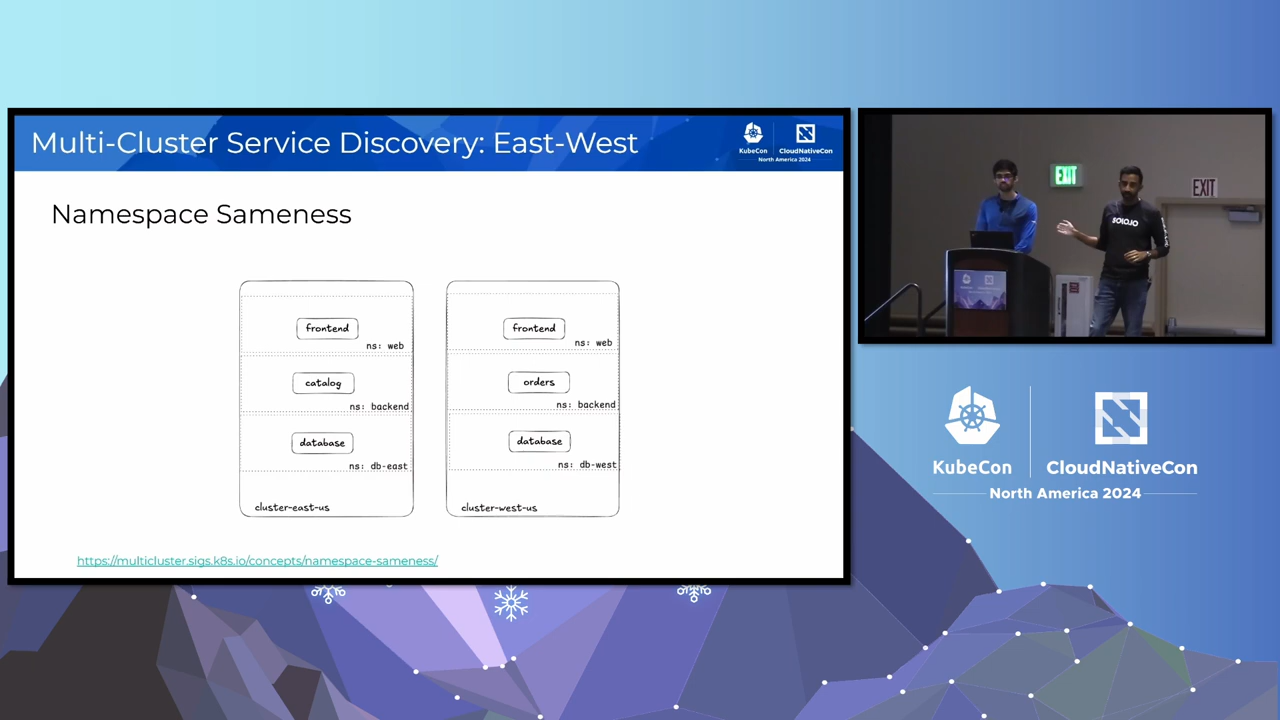 Multi-Cluster Service Discovery: East-West
KubeCon
CloudNativeCon
North America 2024
Namespace Sameness
frontend
ns: web
catalog
ns: backend
database
ns: db-east
cluster-east-us
frontend
ns: web
orders
ns: backend
database
ns: db-west
cluster-west-us
https://multicluster.sigs.k8s.io/concepts/namespace-sameness/
EXIT
EXIT
SOLO.IO
KubeCon
CloudNativeCon
North America 2024